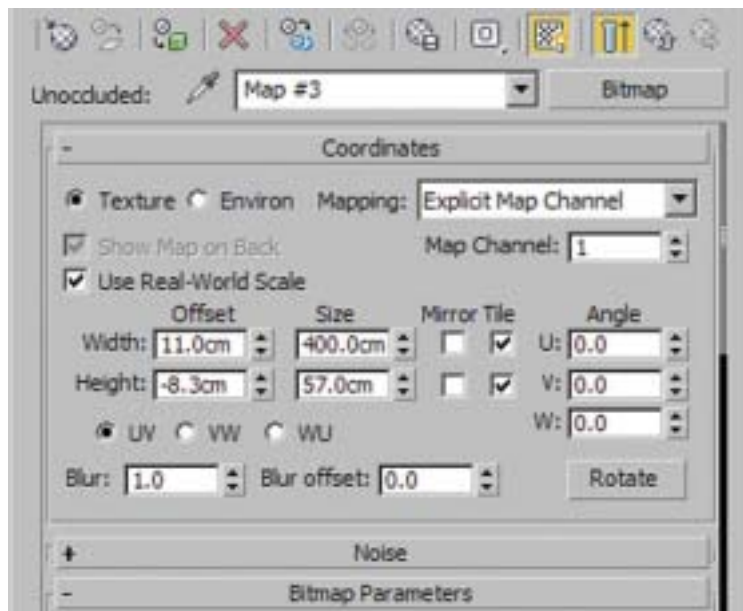 Unoccluded: Map #3 Bitmap
- Coordinates
Texture Environ Mapping: Explicit Map Channel
Show Map on Back Map Channel: 1
Use Real-World Scale
Offset Size Mirror Tile Angle
Width: 11.0cm 400.0cm U: 0.0
Height: -8.3cm 57.0cm V: 0.0
W: 0.0
UV VW WU
Blur: 1.0 Blur offset: 0.0 Rotate
+ Noise
- Bitmap Parameters